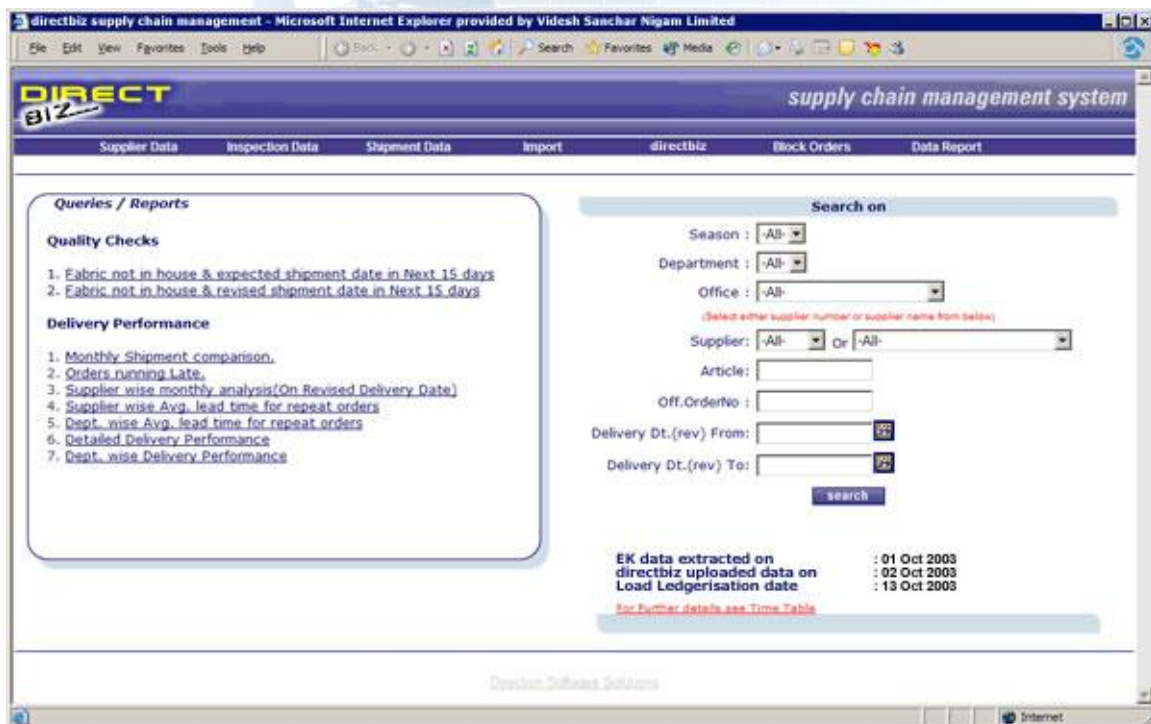 directbiz supply chain management - Microsoft Internet Explorer provided by Videsh Sanchar Nigam Limited
File Edit View Favorites Tools Help Back Search Favorites Media
DIRECT
BIZ
supply chain management system
Supplier Data Inspection Data Shipment Data Import directbiz Block Orders Data Report
Queries / Reports
Quality Checks
1. Fabric not in house & expected shipment date in Next 15 days
2. Fabric not in house & revised shipment date in Next 15 days
Delivery Performance
1. Monthly Shipment comparison.
2. Orders running Late.
3. Supplier wise monthly analysis(On Revised Delivery Date)
4. Supplier wise Avg. lead time for repeat orders
5. Dept. wise Avg. lead time for repeat orders
6. Detailed Delivery Performance
7. Dept. wise Delivery Performance
Search on
Season : -All-
Department : -All-
Office : -All-
(Select either supplier number or supplier name from below)
Supplier: -All- Or -All-
Article:
Off.OrderNo :
Delivery Dt.(rev) From:
Delivery Dt.(rev) To:
search
EK data extracted on : 01 Oct 2003
directbiz uploaded data on : 02 Oct 2003
Load Ledgerisation date : 13 Oct 2003
For Further details see Time Table
Direction Software Solutions
Internet